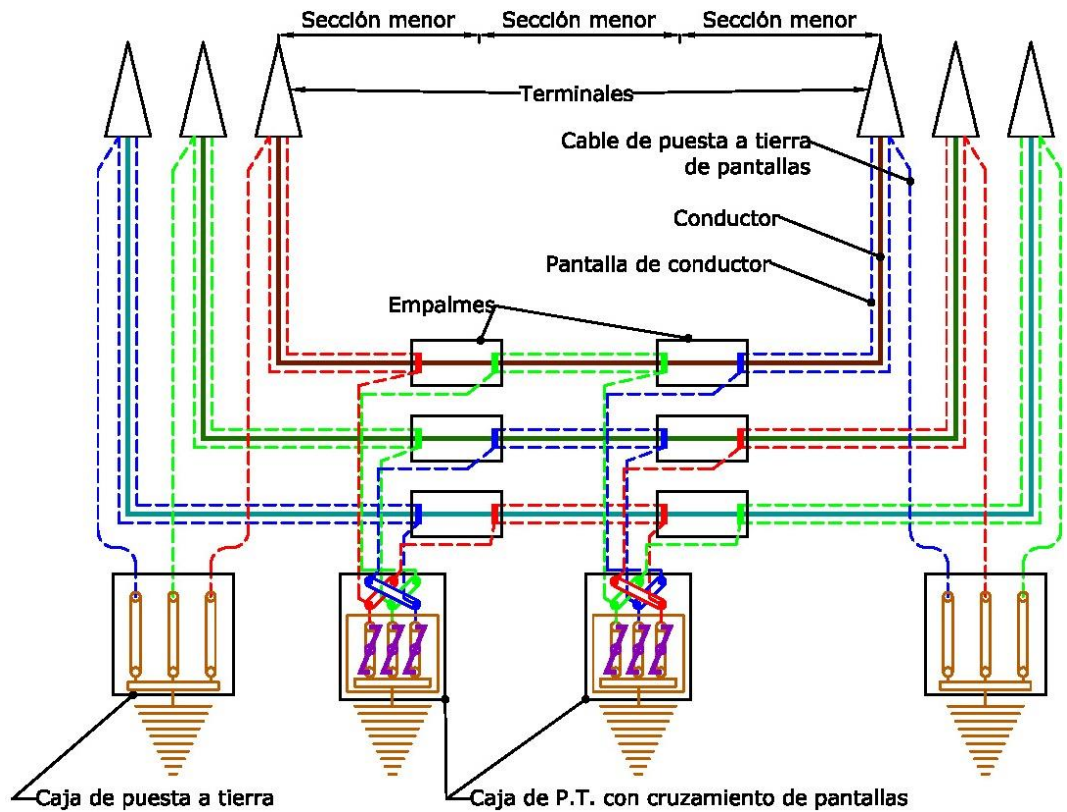 Sección menor Sección menor Sección menor
Terminales
Cable de puesta a tierra
de pantallas
Conductor
Pantalla de conductor
Empalmes
Caja de puesta a tierra
Caja de P.T. con cruzamiento de pantallas